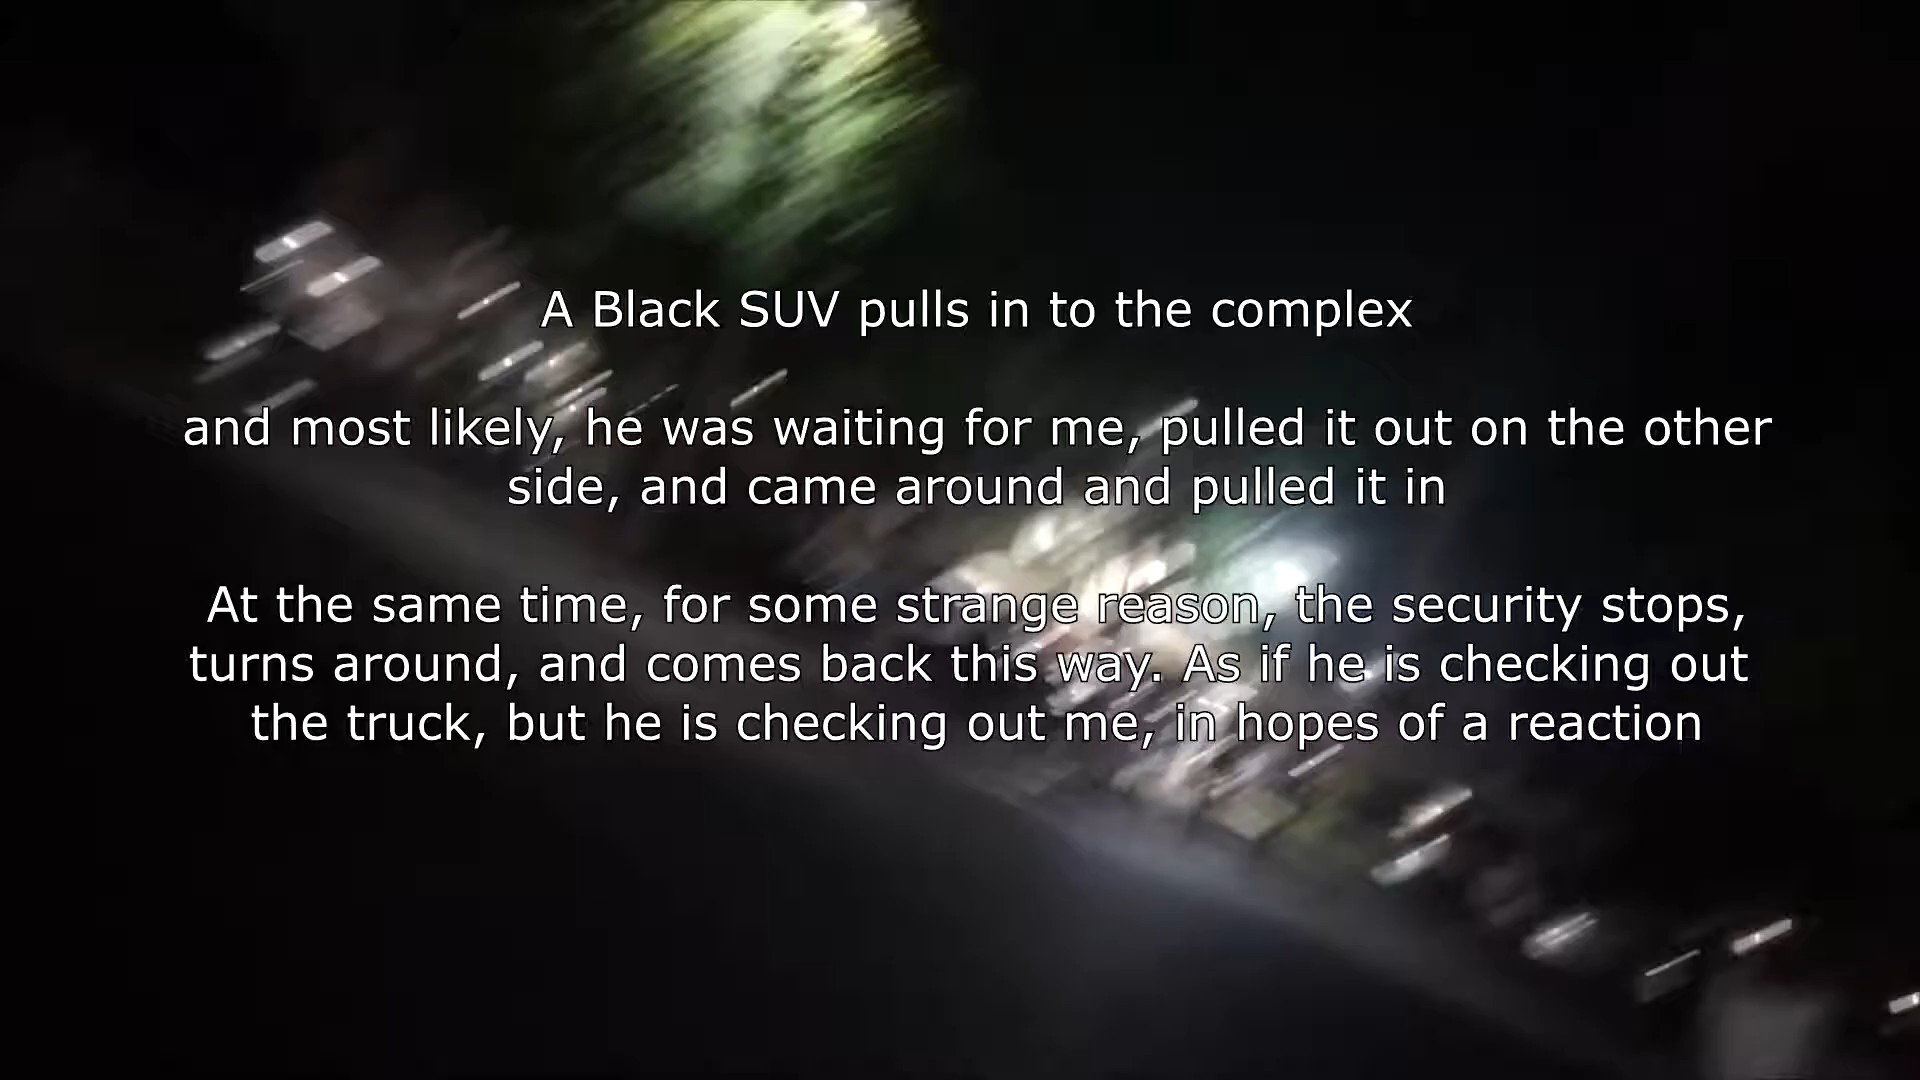 A Black SUV pulls in to the complex
and most likely, he was waiting for me, pulled it out on the other
side, and came around and pulled it in
At the same time, for some strange reason, the security stops,
turns around, and comes back this way. As if he is checking out
the truck, but he is checking out me, in hopes of a reaction